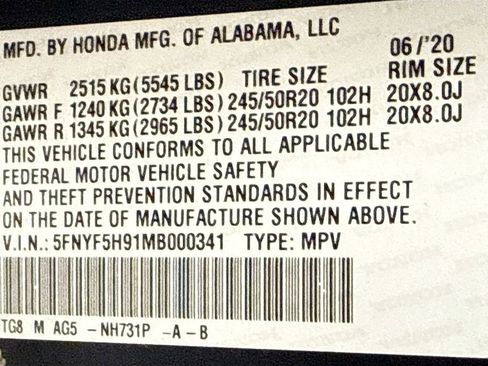 MFD. BY HONDA MFG. OF ALABAMA, LLC
06/'20
GVWR 2515 KG (5545 LBS) TIRE SIZE RIM SIZE
GAWR F 1240 KG (2734 LBS) 245/50R20 102H 20X8.0J
GAWR R 1345 KG (2965 LBS) 245/50R20 102H 20X8.0J
THIS VEHICLE CONFORMS TO ALL APPLICABLE
FEDERAL MOTOR VEHICLE SAFETY
AND THEFT PREVENTION STANDARDS IN EFFECT
ON THE DATE OF MANUFACTURE SHOWN ABOVE.
V.I.N.: 5FNYF5H91MB000341 TYPE: MPV
TG8 M AG5 -NH731P -A-B